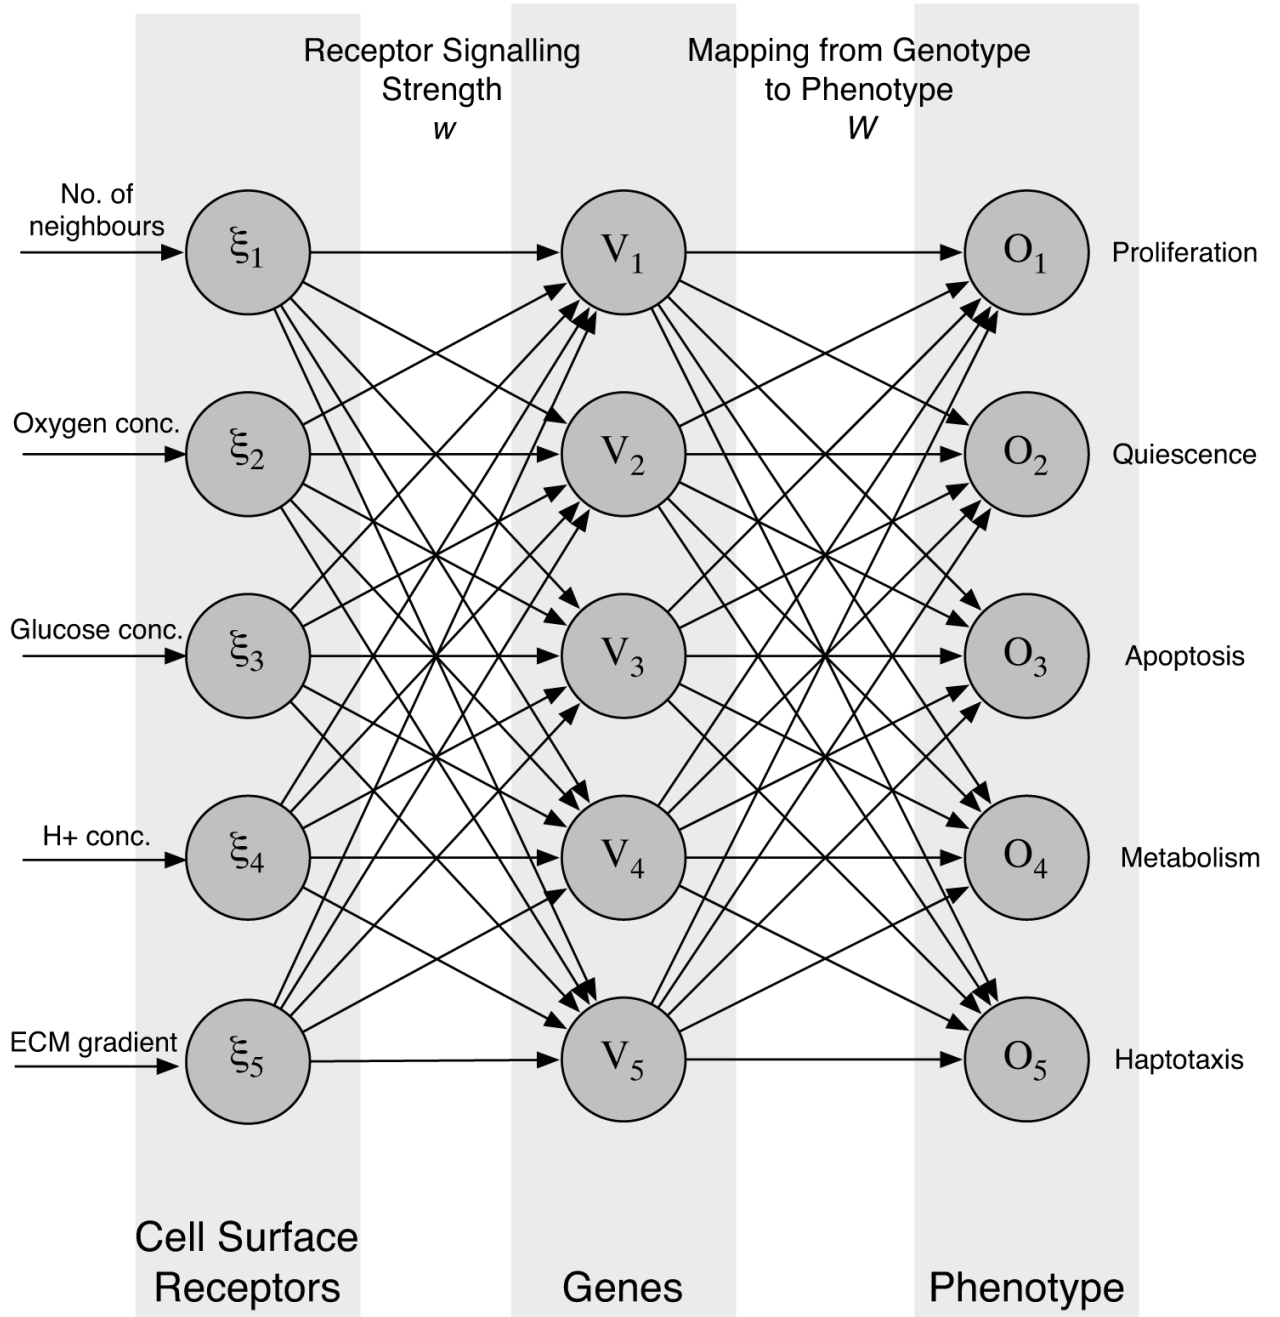 Receptor Signalling
Strength
w
Mapping from Genotype
to Phenotype
W
No. of
neighbours
ξ1
V1
O1
Proliferation
Oxygen conc.
ξ2
V2
O2
Quiescence
Glucose conc.
ξ3
V3
O3
Apoptosis
H+ conc.
ξ4
V4
O4
Metabolism
ECM gradient
ξ5
V5
O5
Haptotaxis
Cell Surface
Receptors
Genes
Phenotype